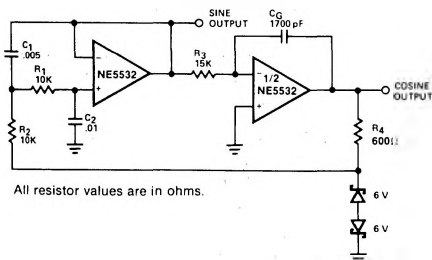 SINE
OUTPUT
C1
.005
R1
10K
NE5532
-
+
R3
15K
CG
1700 pF
-
1/2
NE5532
+
COSINE
OUTPUT
C2
.01
R2
10K
R4
600Ω
All resistor values are in ohms.
6 V
6 V